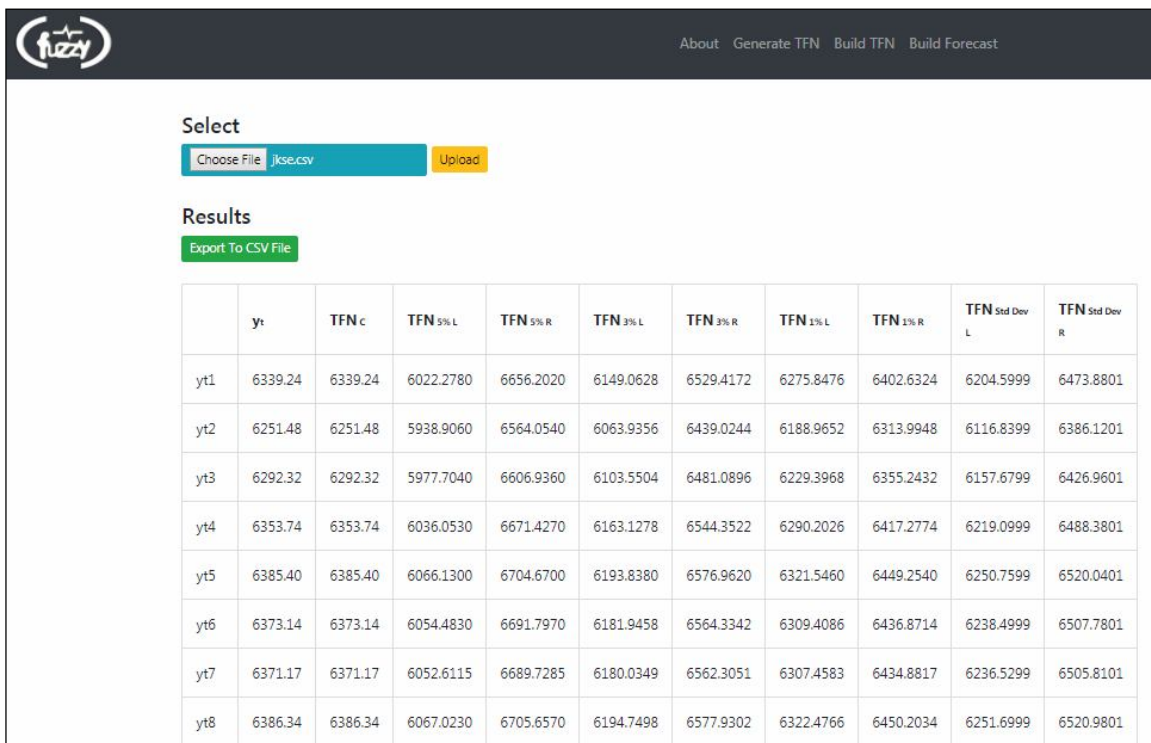 fuzzy
About Generate TFN Build TFN Build Forecast
Select
Choose File jkse.csv Upload
Results
Export To CSV File
yt TFN C TFN 5% L TFN 5% R TFN 3% L TFN 3% R TFN 1% L TFN 1% R TFN Std Dev L TFN Std Dev R
yt1 6339.24 6339.24 6022.2780 6656.2020 6149.0628 6529.4172 6275.8476 6402.6324 6204.5999 6473.8801
yt2 6251.48 6251.48 5938.9060 6564.0540 6063.9356 6439.0244 6188.9652 6313.9948 6116.8399 6386.1201
yt3 6292.32 6292.32 5977.7040 6606.9360 6103.5504 6481.0896 6229.3968 6355.2432 6157.6799 6426.9601
yt4 6353.74 6353.74 6036.0530 6671.4270 6163.1278 6544.3522 6290.2026 6417.2774 6219.0999 6488.3801
yt5 6385.40 6385.40 6066.1300 6704.6700 6193.8380 6576.9620 6321.5460 6449.2540 6250.7599 6520.0401
yt6 6373.14 6373.14 6054.4830 6691.7970 6181.9458 6564.3342 6309.4086 6436.8714 6238.4999 6507.7801
yt7 6371.17 6371.17 6052.6115 6689.7285 6180.0349 6562.3051 6307.4583 6434.8817 6236.5299 6505.8101
yt8 6386.34 6386.34 6067.0230 6705.6570 6194.7498 6577.9302 6322.4766 6450.2034 6251.6999 6520.9801